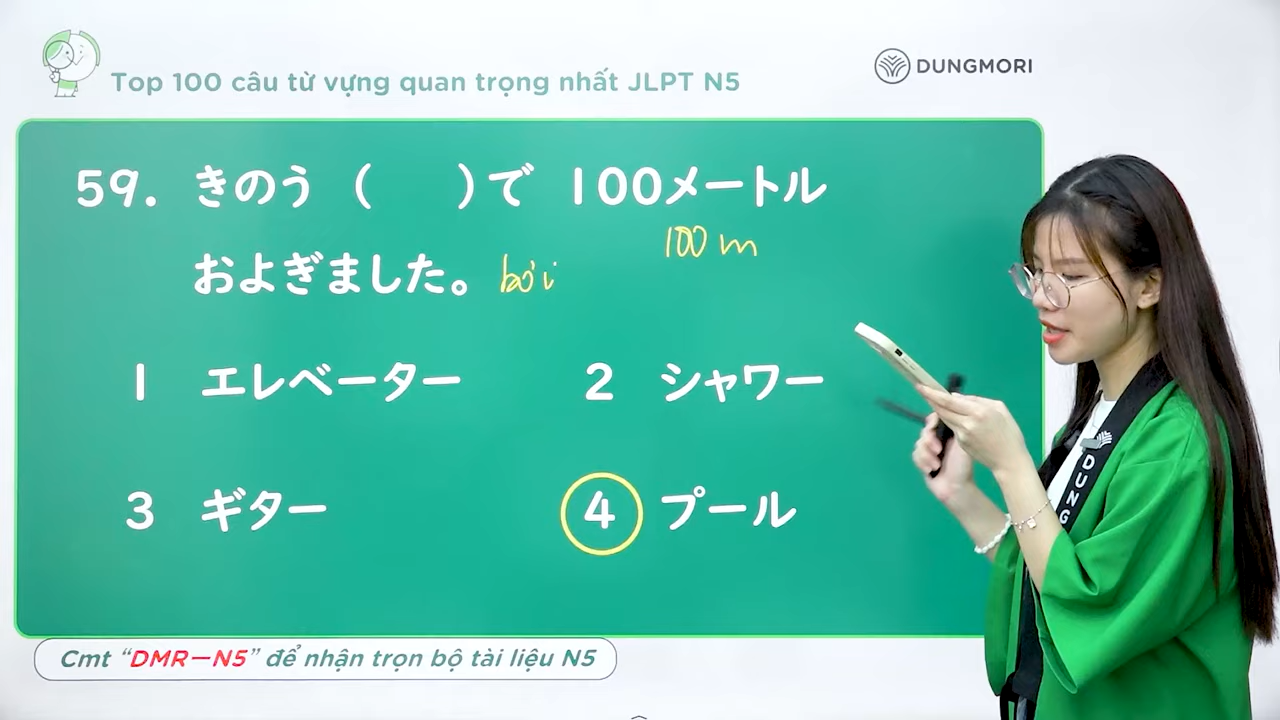 Top 100 câu từ vựng quan trọng nhất JLPT N5
DUNGMORI
59. きのう ( )で 100メートル
100 m
およぎました。 bơi
1 エレベーター 2 シャワー
3 ギター 4 プール
DUNG
Cmt “DMR–N5” để nhận trọn bộ tài liệu N5